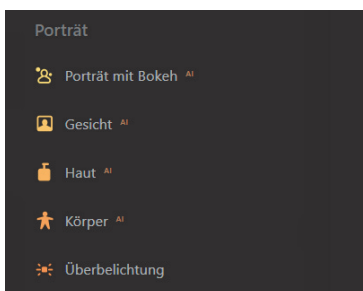 Porträt
Porträt mit Bokeh AI
Gesicht AI
Haut AI
Körper AI
Überbelichtung